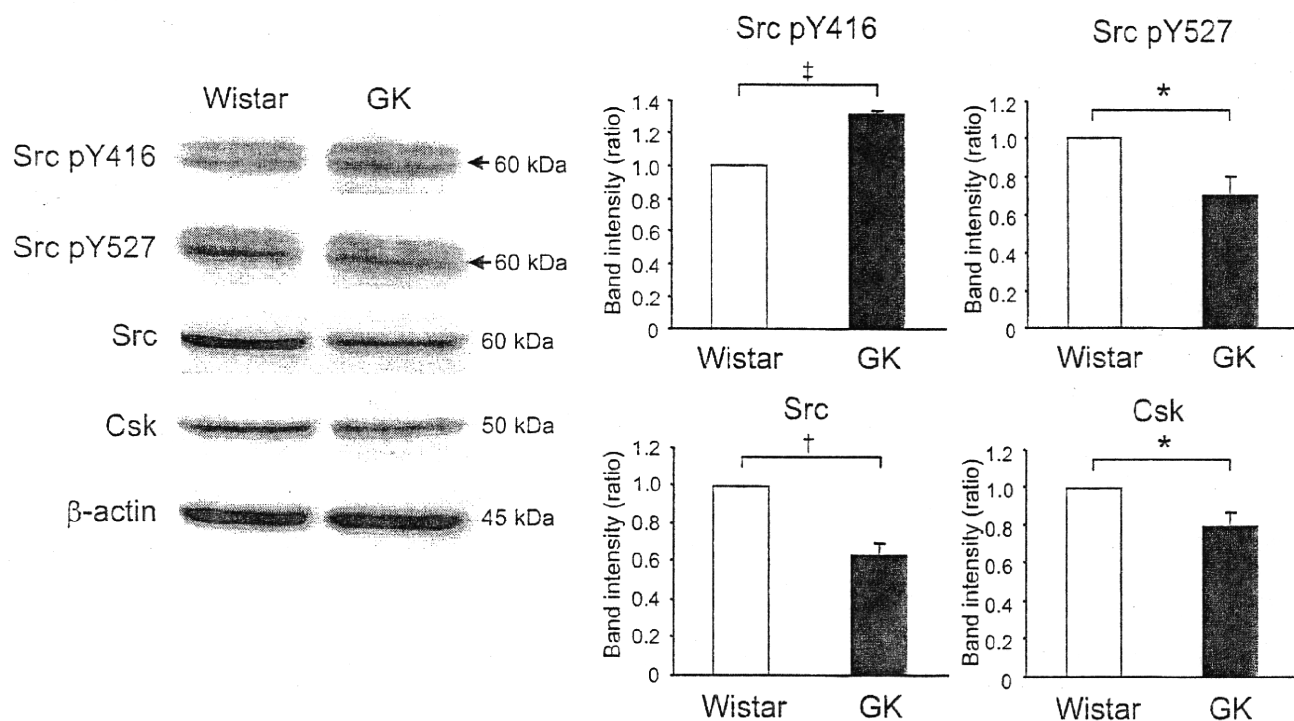 Wistar GK
Src pY416
60 kDa
Src pY527
60 kDa
Src
60 kDa
Csk
50 kDa
β-actin
45 kDa
Src pY416
‡
Band intensity (ratio)
1.4
1.2
1.0
0.8
0.6
0.4
0.2
0
Wistar GK
Src pY527
*
Band intensity (ratio)
1.2
1.0
0.8
0.6
0.4
0.2
0
Wistar GK
Src
†
Band intensity (ratio)
1.2
1.0
0.8
0.6
0.4
0.2
0
Wistar GK
Csk
*
Band intensity (ratio)
1.2
1.0
0.8
0.6
0.4
0.2
0
Wistar GK